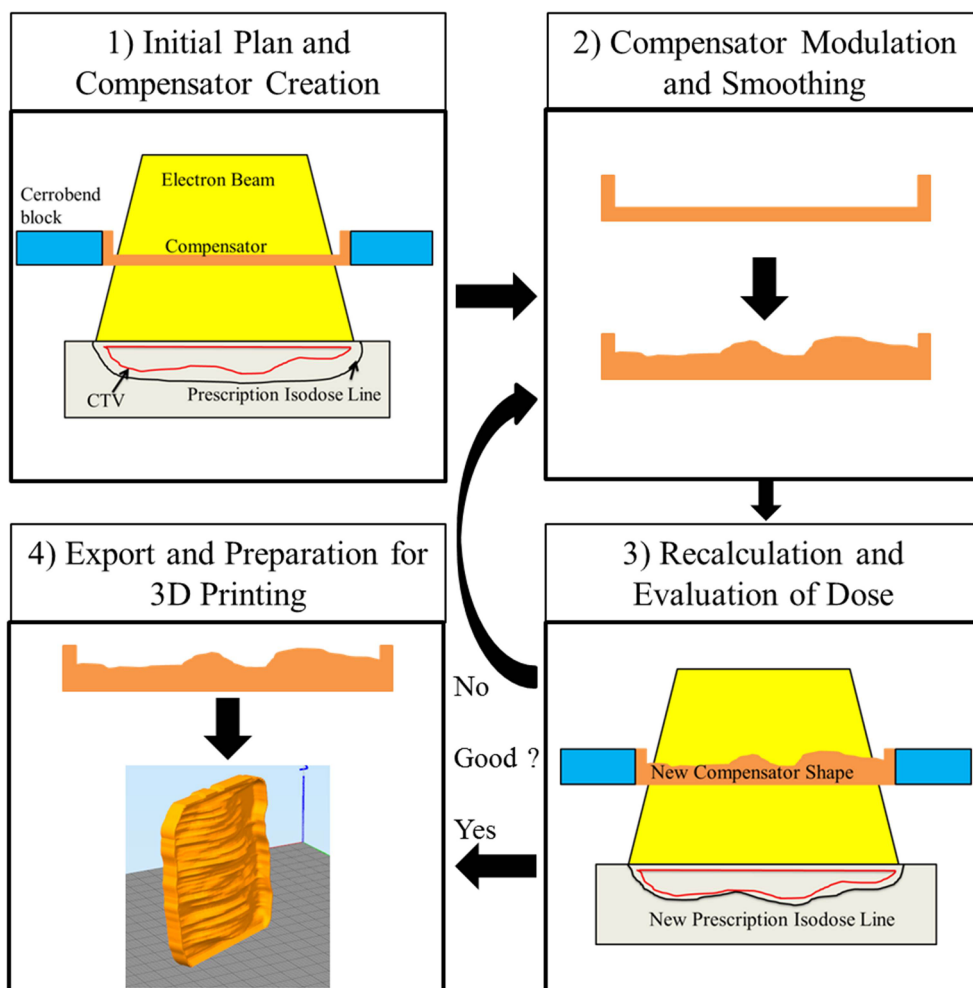 1) Initial Plan and
Compensator Creation
Electron Beam
Cerrobend
block
Compensator
CTV
Prescription Isodose Line
2) Compensator Modulation
and Smoothing
3) Recalculation and
Evaluation of Dose
New Compensator Shape
New Prescription Isodose Line
No
Good ?
Yes
4) Export and Preparation for
3D Printing